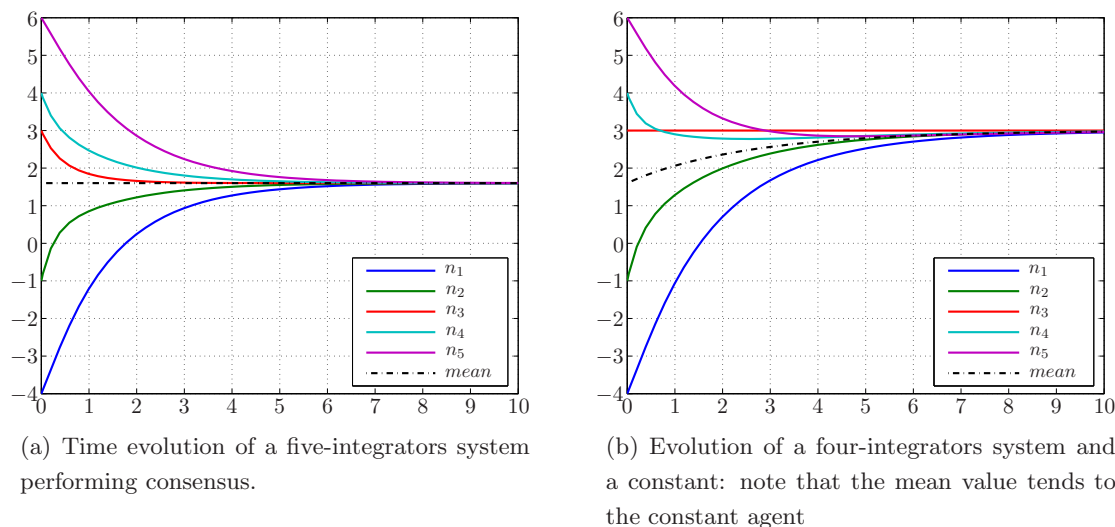 6
5
4
3
2
1
0
−1
−2
−3
−4
0 1 2 3 4 5 6 7 8 9 10
n1
n2
n3
n4
n5
mean
(a) Time evolution of a five-integrators system
performing consensus.
6
5
4
3
2
1
0
−1
−2
−3
−4
0 1 2 3 4 5 6 7 8 9 10
n1
n2
n3
n4
n5
mean
(b) Evolution of a four-integrators system and
a constant: note that the mean value tends to
the constant agent